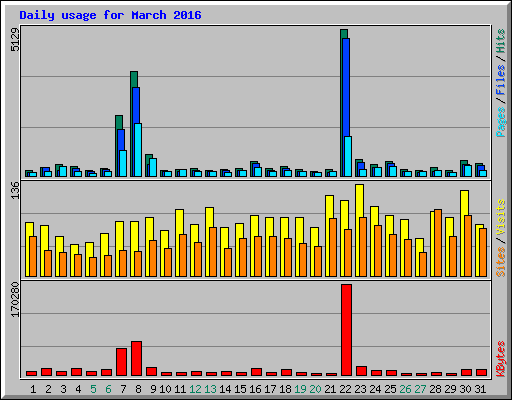 Daily usage for March 2016
5129
Pages / Files / Hits
136
Sites / Visits
170280
KBytes
1 2 3 4 5 6 7 8 9 10 11 12 13 14 15 16 17 18 19 20 21 22 23 24 25 26 27 28 29 30 31